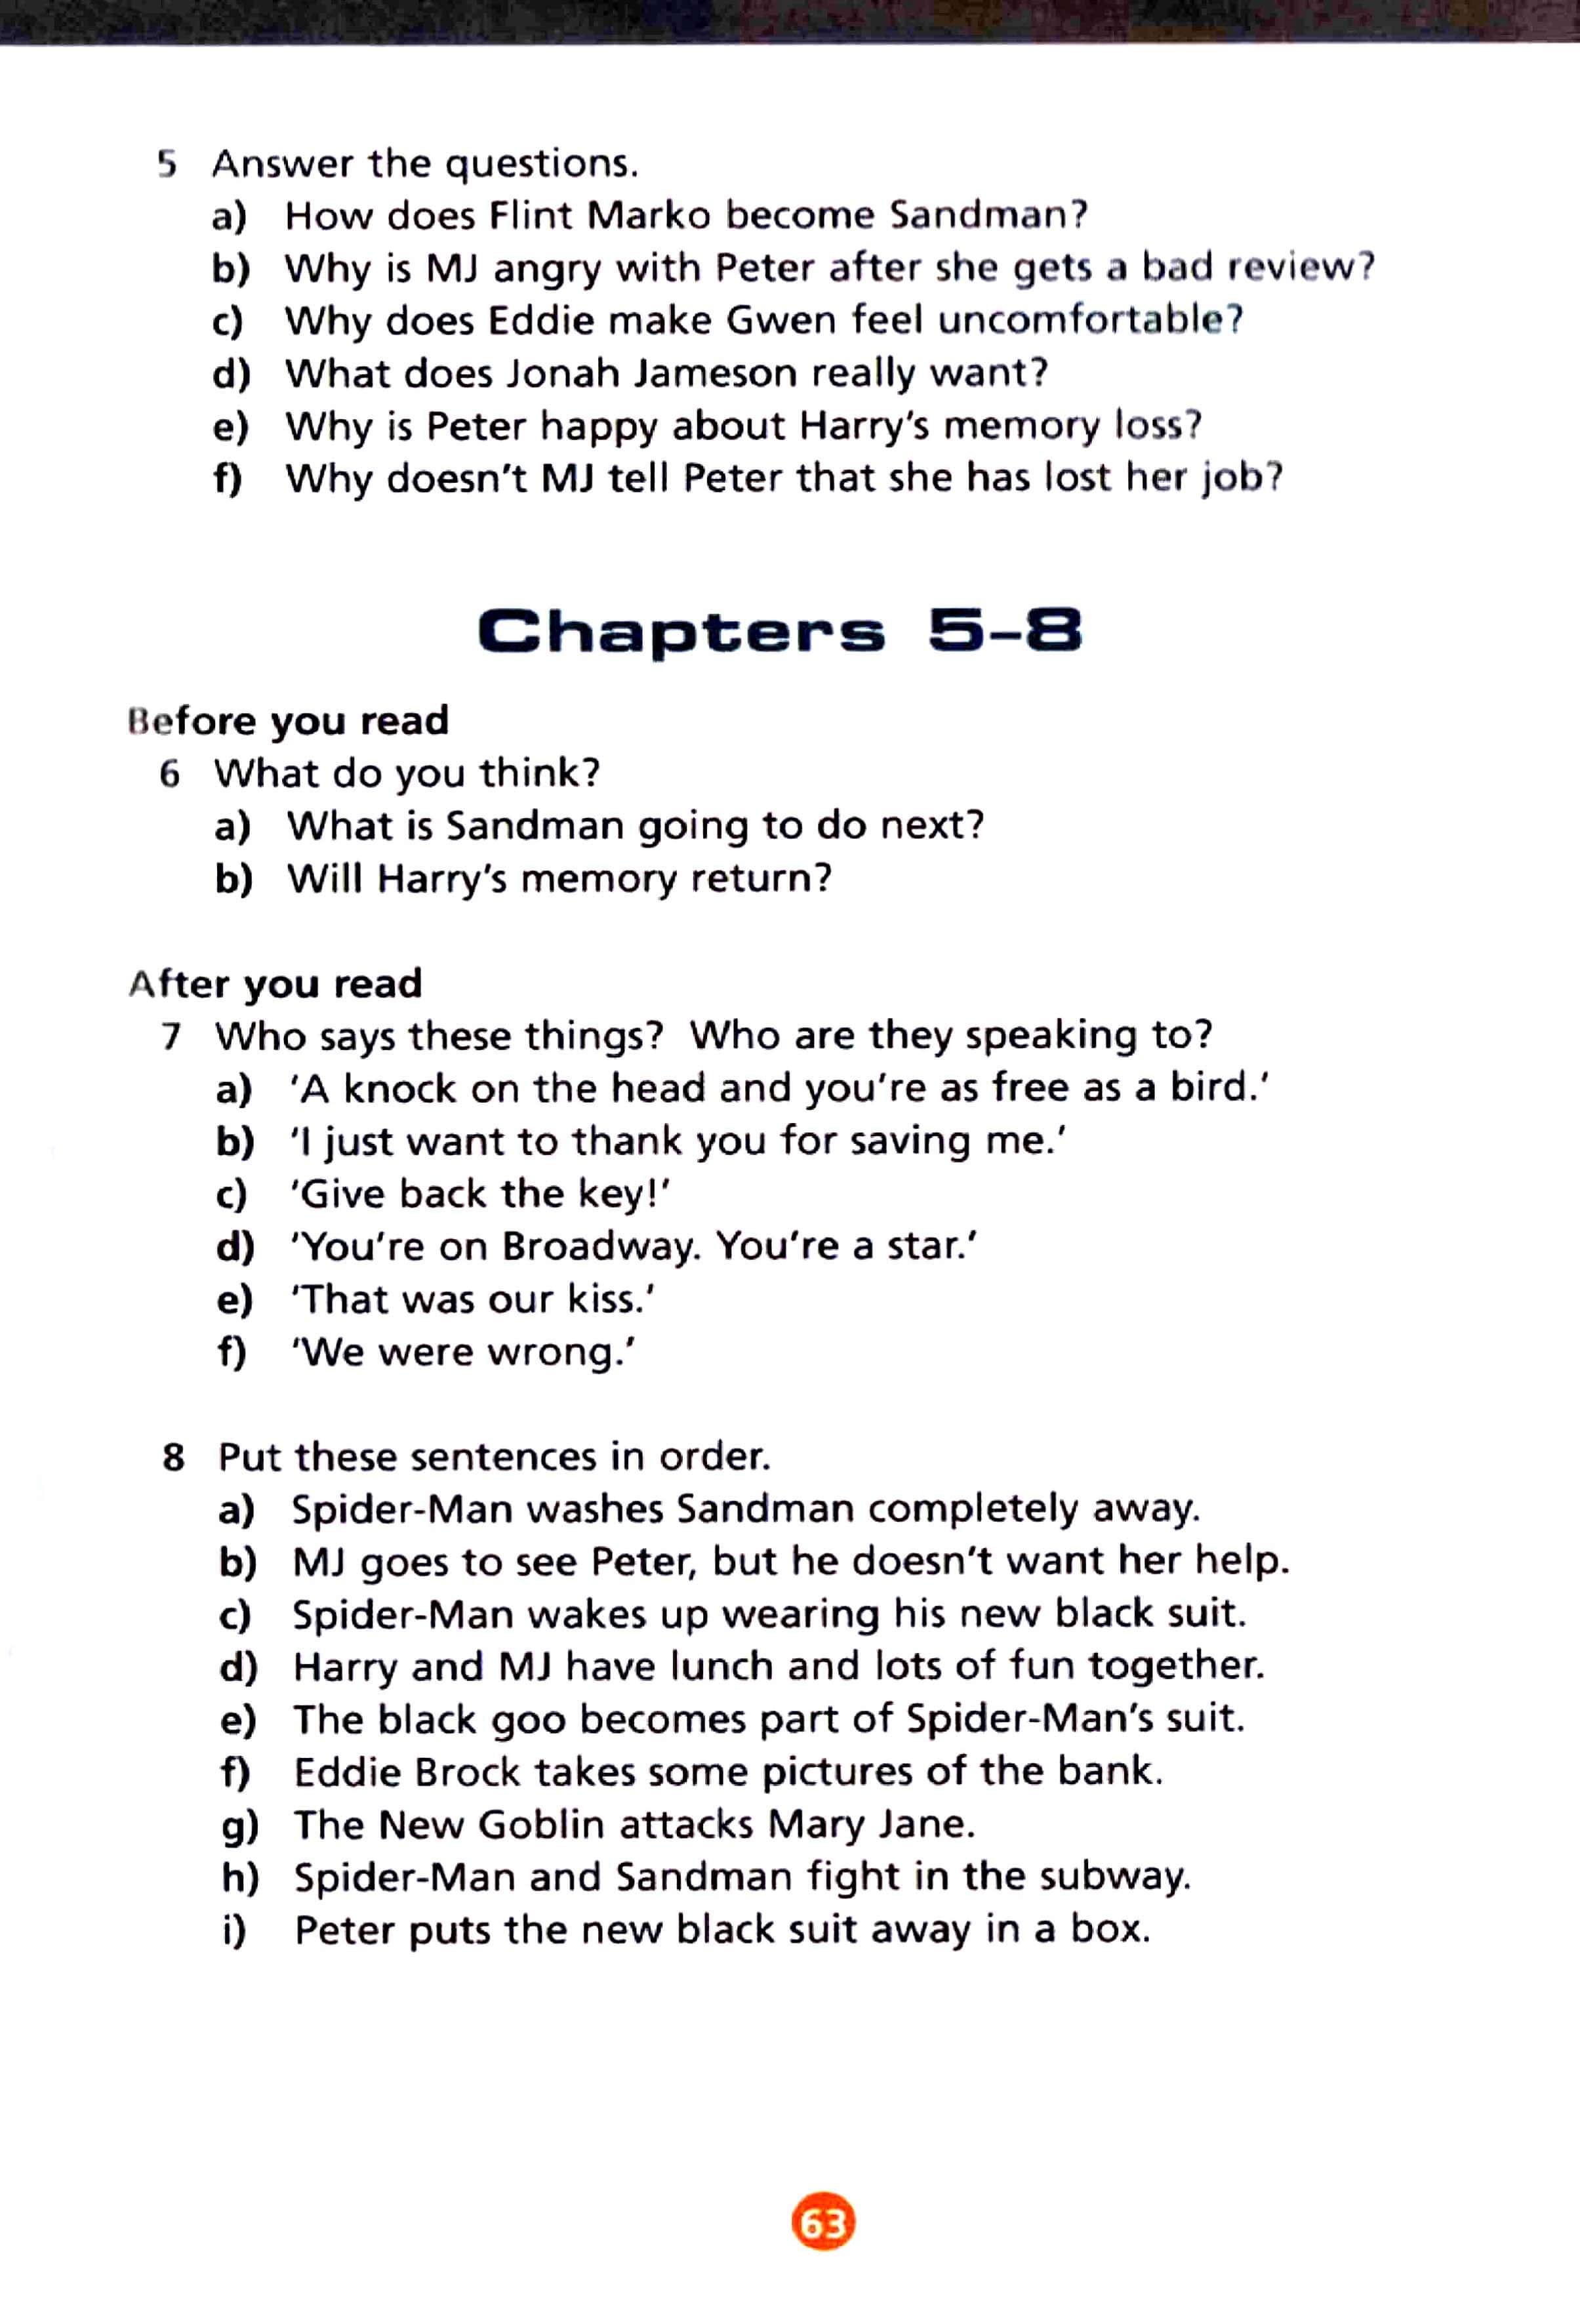 5 Answer the questions.
a) How does Flint Marko become Sandman?
b) Why is MJ angry with Peter after she gets a bad review?
c) Why does Eddie make Gwen feel uncomfortable?
d) What does Jonah Jameson really want?
e) Why is Peter happy about Harry's memory loss?
f) Why doesn't MJ tell Peter that she has lost her job?
Chapters 5–8
Before you read
6 What do you think?
a) What is Sandman going to do next?
b) Will Harry's memory return?
After you read
7 Who says these things? Who are they speaking to?
a) 'A knock on the head and you're as free as a bird.'
b) 'I just want to thank you for saving me.'
c) 'Give back the key!'
d) 'You're on Broadway. You're a star.'
e) 'That was our kiss.'
f) 'We were wrong.'
8 Put these sentences in order.
a) Spider-Man washes Sandman completely away.
b) MJ goes to see Peter, but he doesn't want her help.
c) Spider-Man wakes up wearing his new black suit.
d) Harry and MJ have lunch and lots of fun together.
e) The black goo becomes part of Spider-Man's suit.
f) Eddie Brock takes some pictures of the bank.
g) The New Goblin attacks Mary Jane.
h) Spider-Man and Sandman fight in the subway.
i) Peter puts the new black suit away in a box.
63